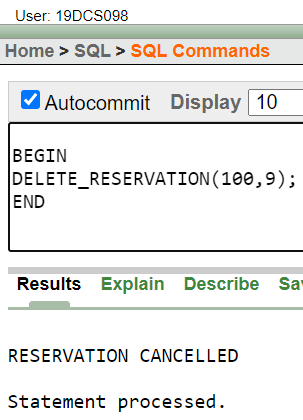 User: 19DCS098
Home > SQL > SQL Commands
Autocommit Display 10
BEGIN
DELETE_RESERVATION(100,9);
END
Results Explain Describe
RESERVATION CANCELLED
Statement processed.